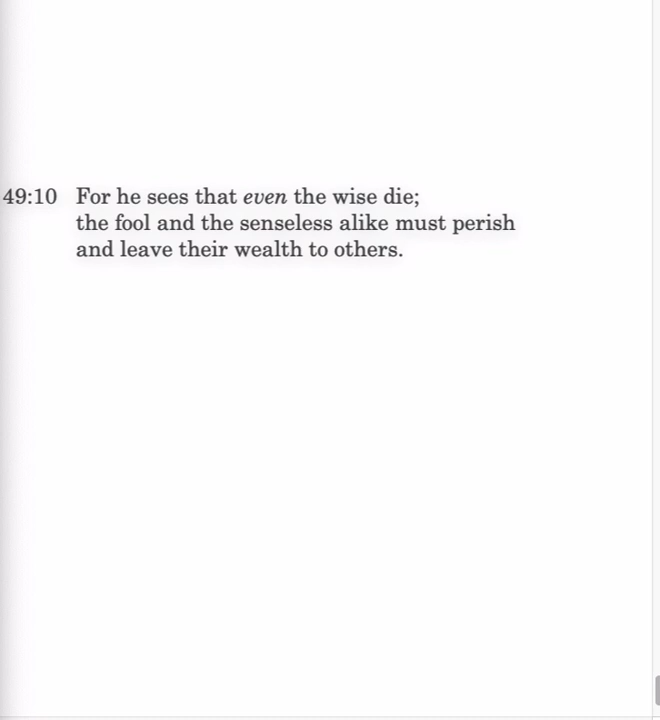 49:10 For he sees that even the wise die;
the fool and the senseless alike must perish
and leave their wealth to others.